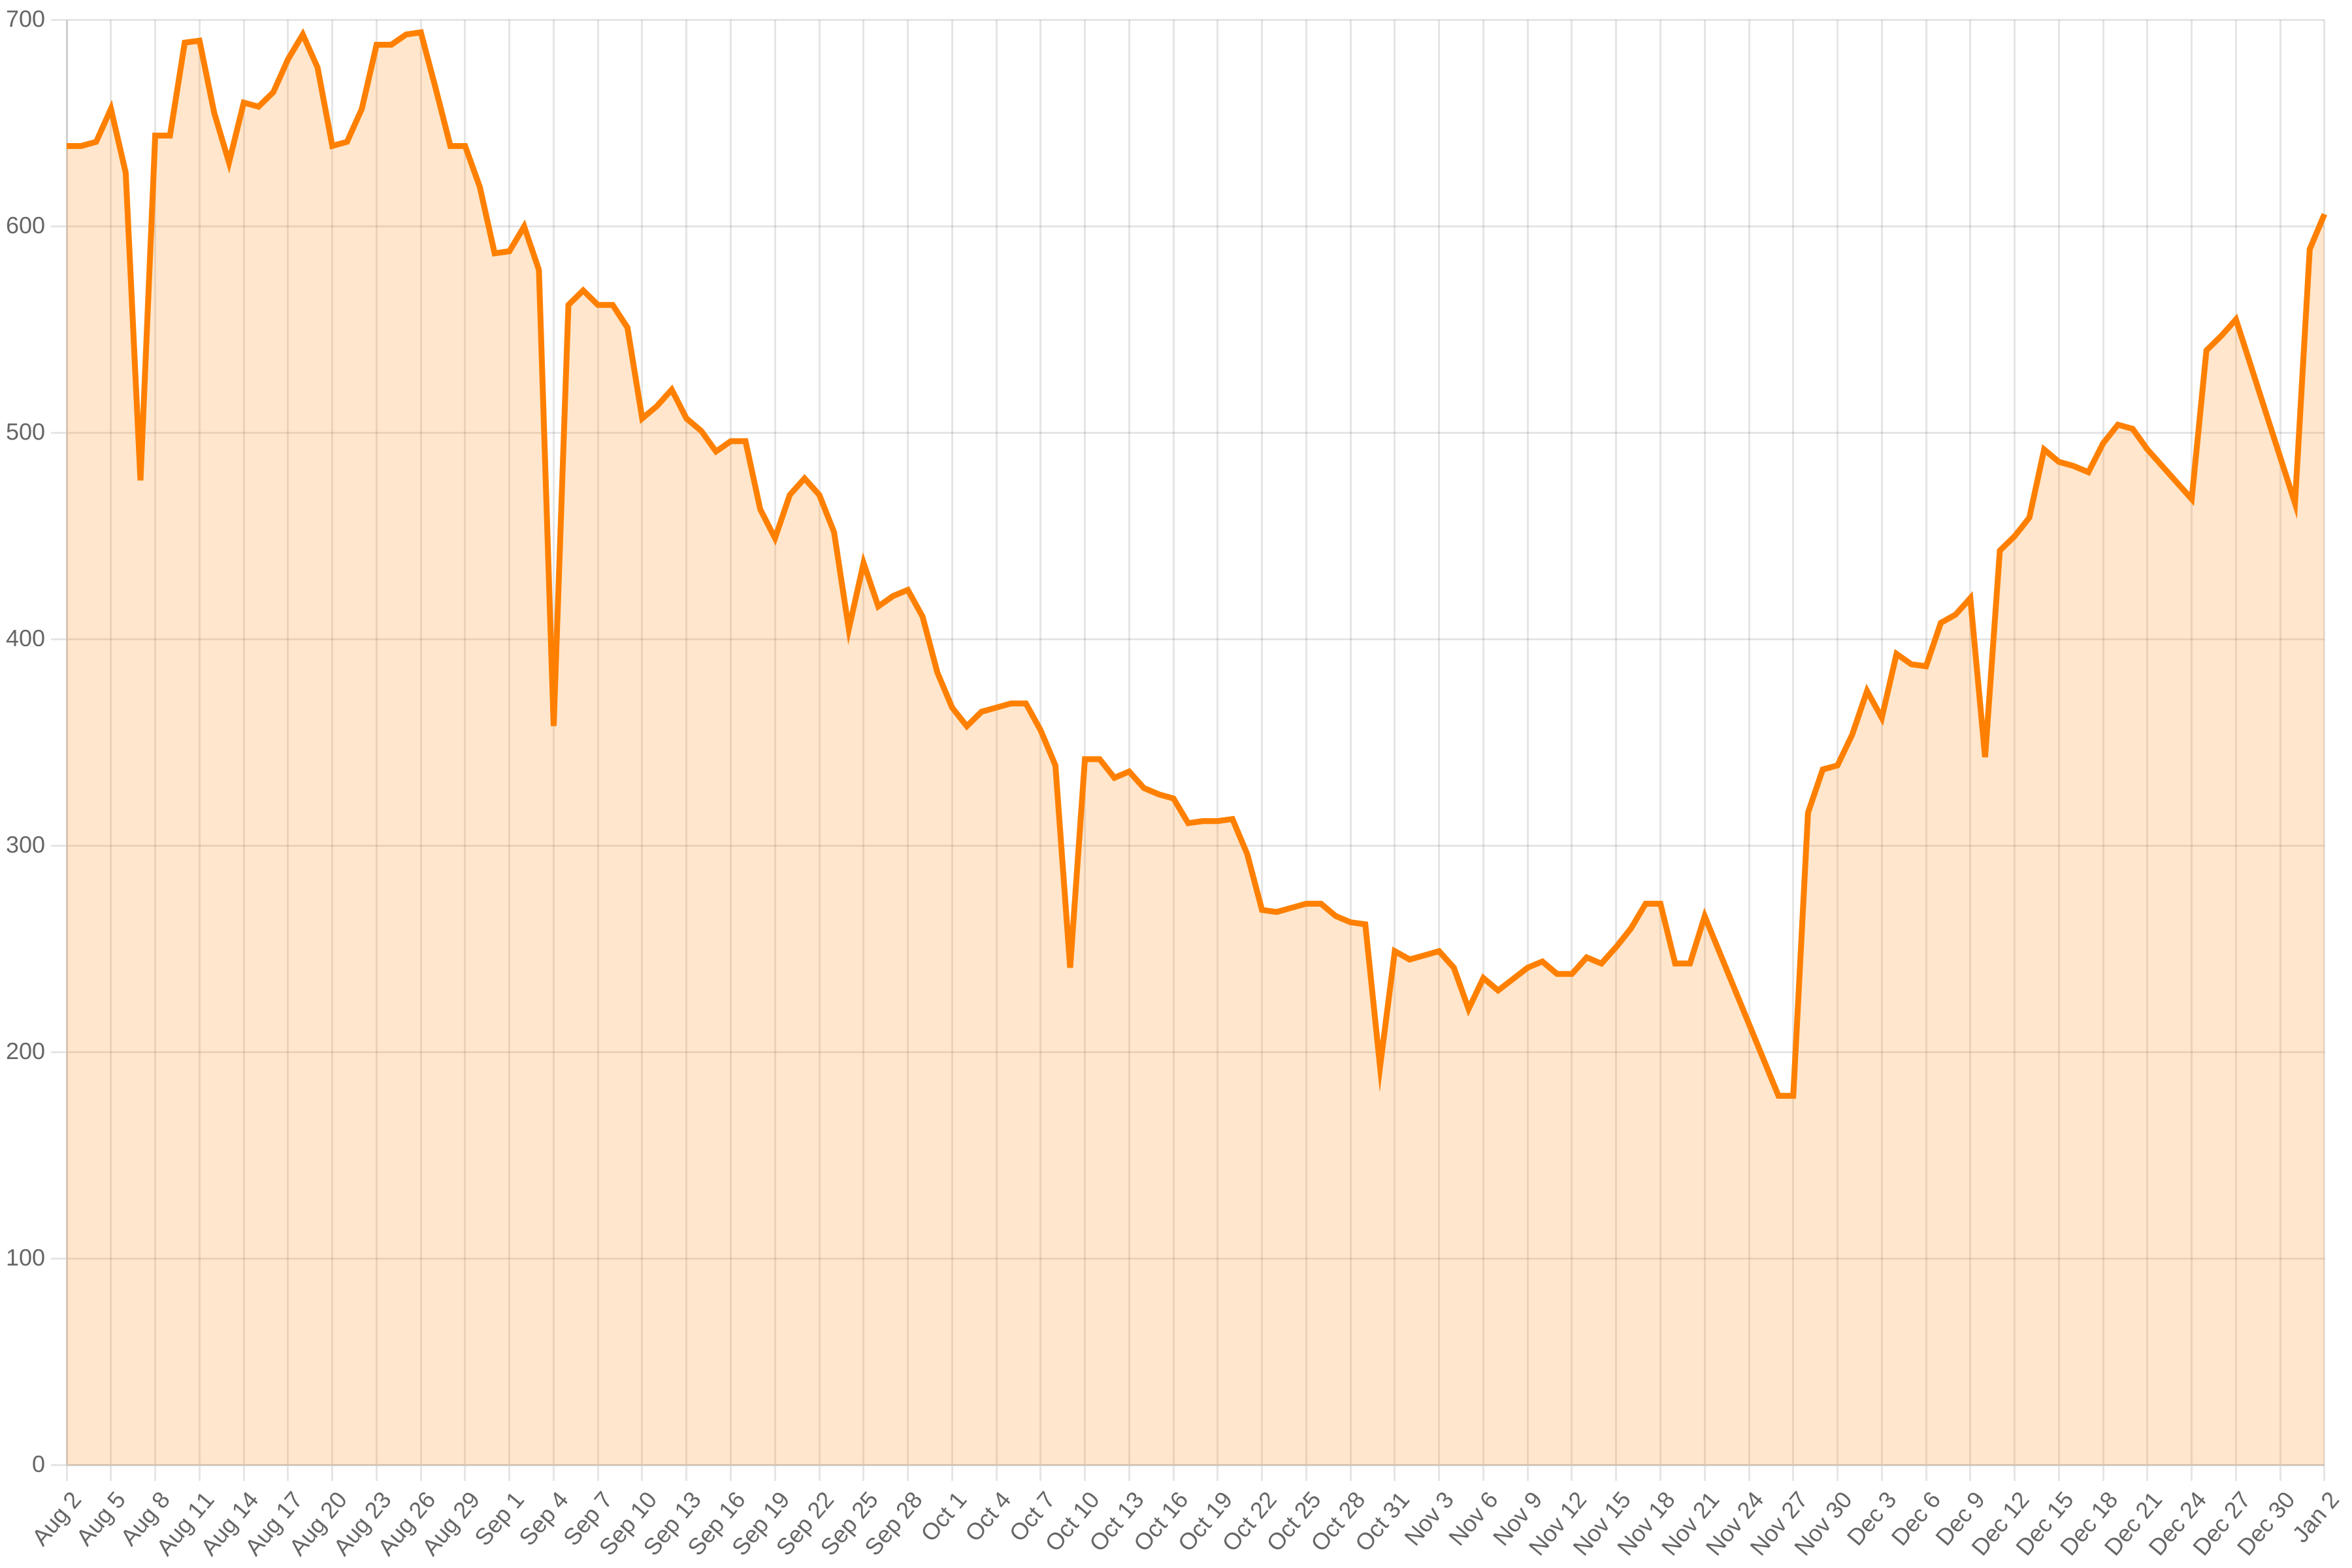 700
600
500
400
300
200
100
0
Aug 2
Aug 5
Aug 8
Aug 11
Aug 14
Aug 17
Aug 20
Aug 23
Aug 26
Aug 29
Sep 1
Sep 4
Sep 7
Sep 10
Sep 13
Sep 16
Sep 19
Sep 22
Sep 25
Sep 28
Oct 1
Oct 4
Oct 7
Oct 10
Oct 13
Oct 16
Oct 19
Oct 22
Oct 25
Oct 28
Oct 31
Nov 3
Nov 6
Nov 9
Nov 12
Nov 15
Nov 18
Nov 21
Nov 24
Nov 27
Nov 30
Dec 3
Dec 6
Dec 9
Dec 12
Dec 15
Dec 18
Dec 21
Dec 24
Dec 27
Dec 30
Jan 2